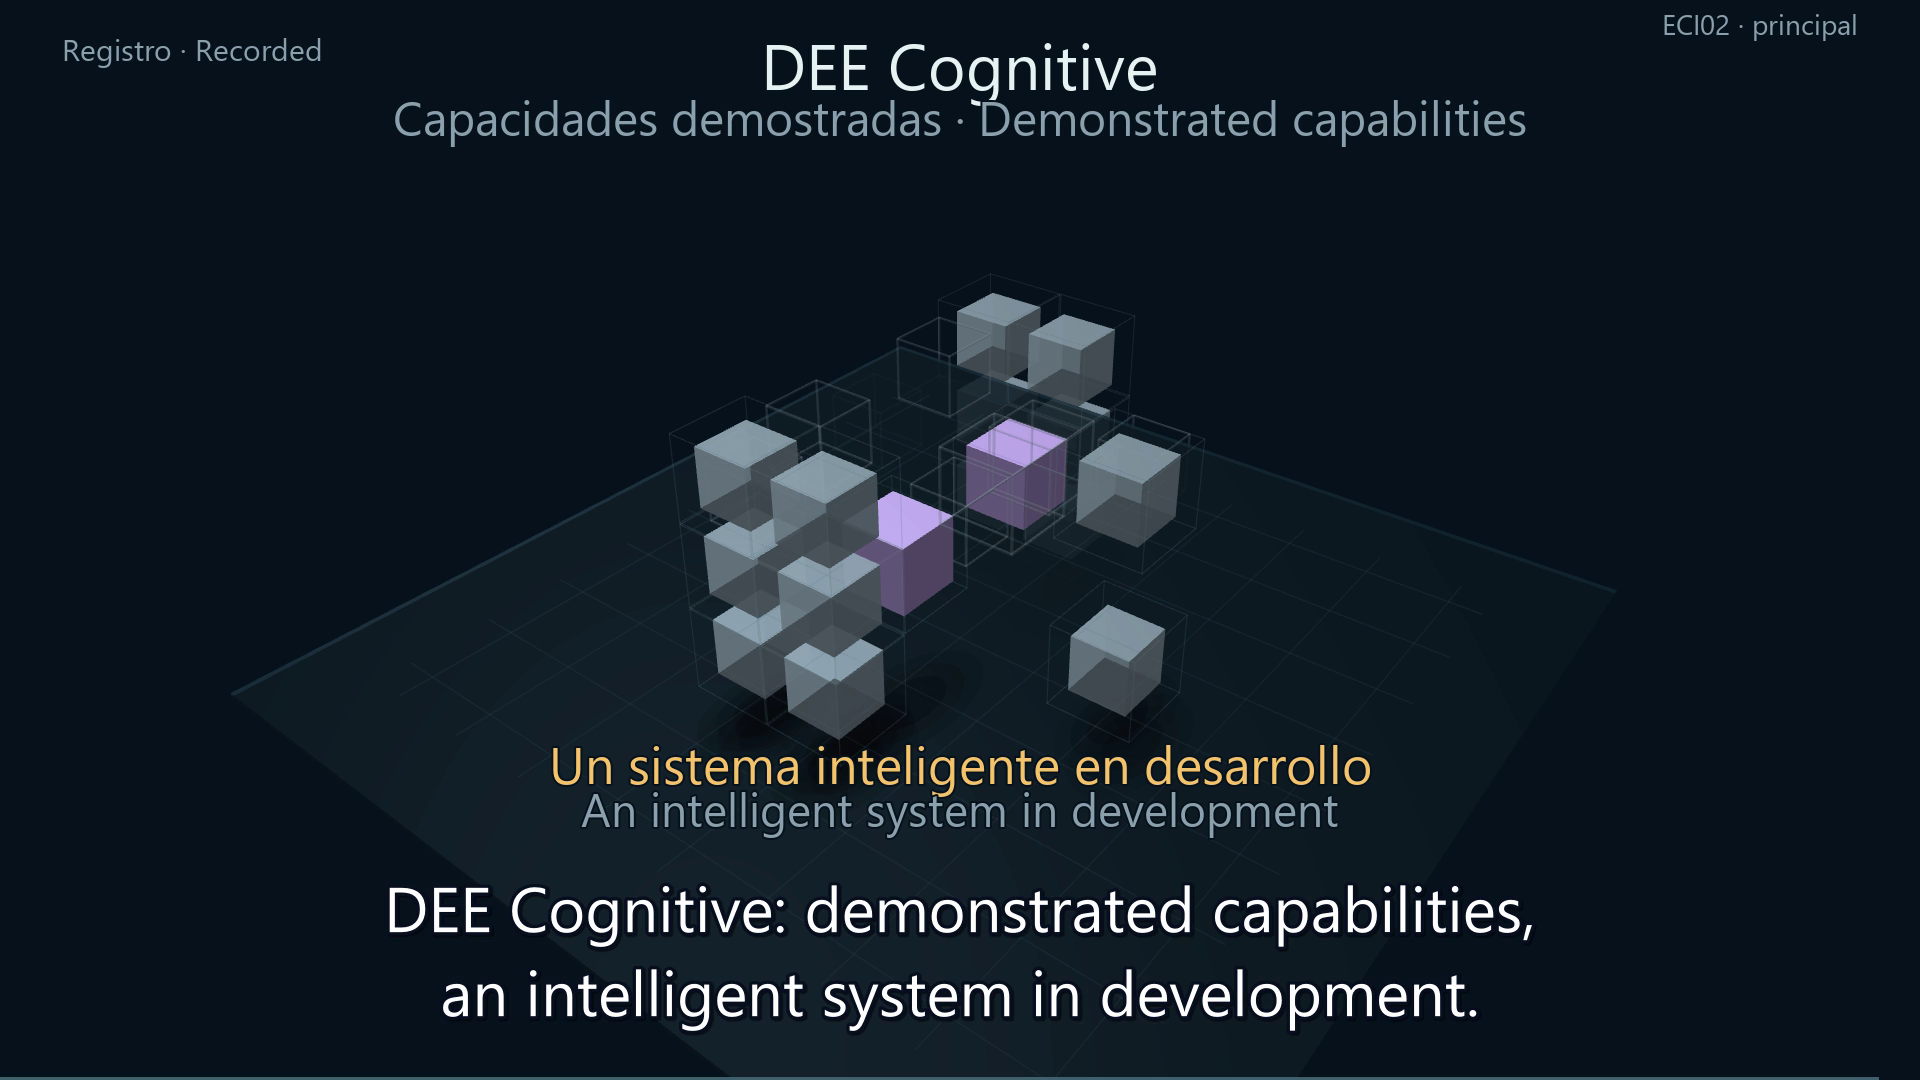 Registro · Recorded
ECI02 · principal
DEE Cognitive
Capacidades demostradas · Demonstrated capabilities
Un sistema inteligente en desarrollo
An intelligent system in development
DEE Cognitive: demonstrated capabilities,
an intelligent system in development.